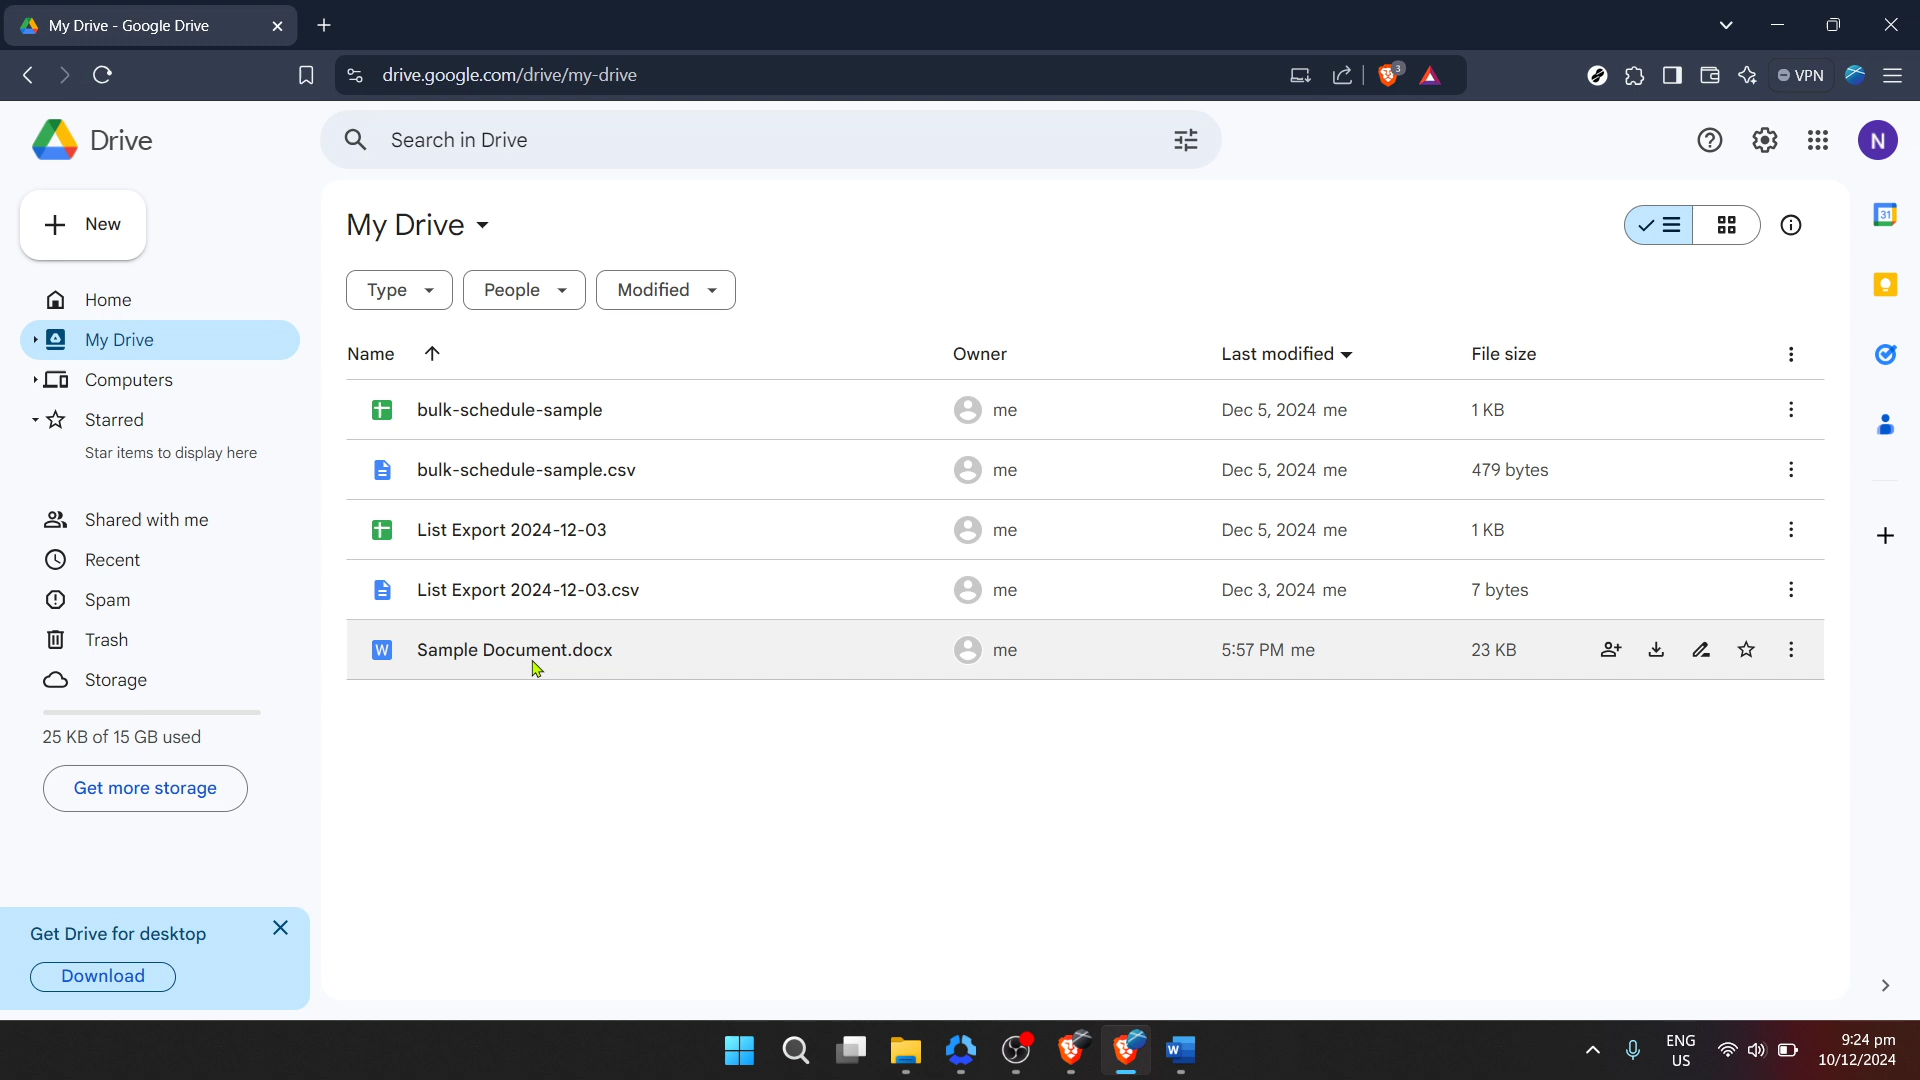 My Drive - Google Drive
drive.google.com/drive/my-drive
3
VPN
Drive
Search in Drive
N
New
My Drive
31
Type
People
Modified
Home
My Drive
Computers
Starred
Star items to display here
Shared with me
Recent
Spam
Trash
Storage
25 KB of 15 GB used
Get more storage
Get Drive for desktop
Download
Name Owner Last modified File size
bulk-schedule-sample me Dec 5, 2024 me 1 KB
bulk-schedule-sample.csv me Dec 5, 2024 me 479 bytes
List Export 2024-12-03 me Dec 5, 2024 me 1 KB
List Export 2024-12-03.csv me Dec 3, 2024 me 7 bytes
W Sample Document.docx me 5:57 PM me 23 KB
W
ENG
US
9:24 pm
10/12/2024